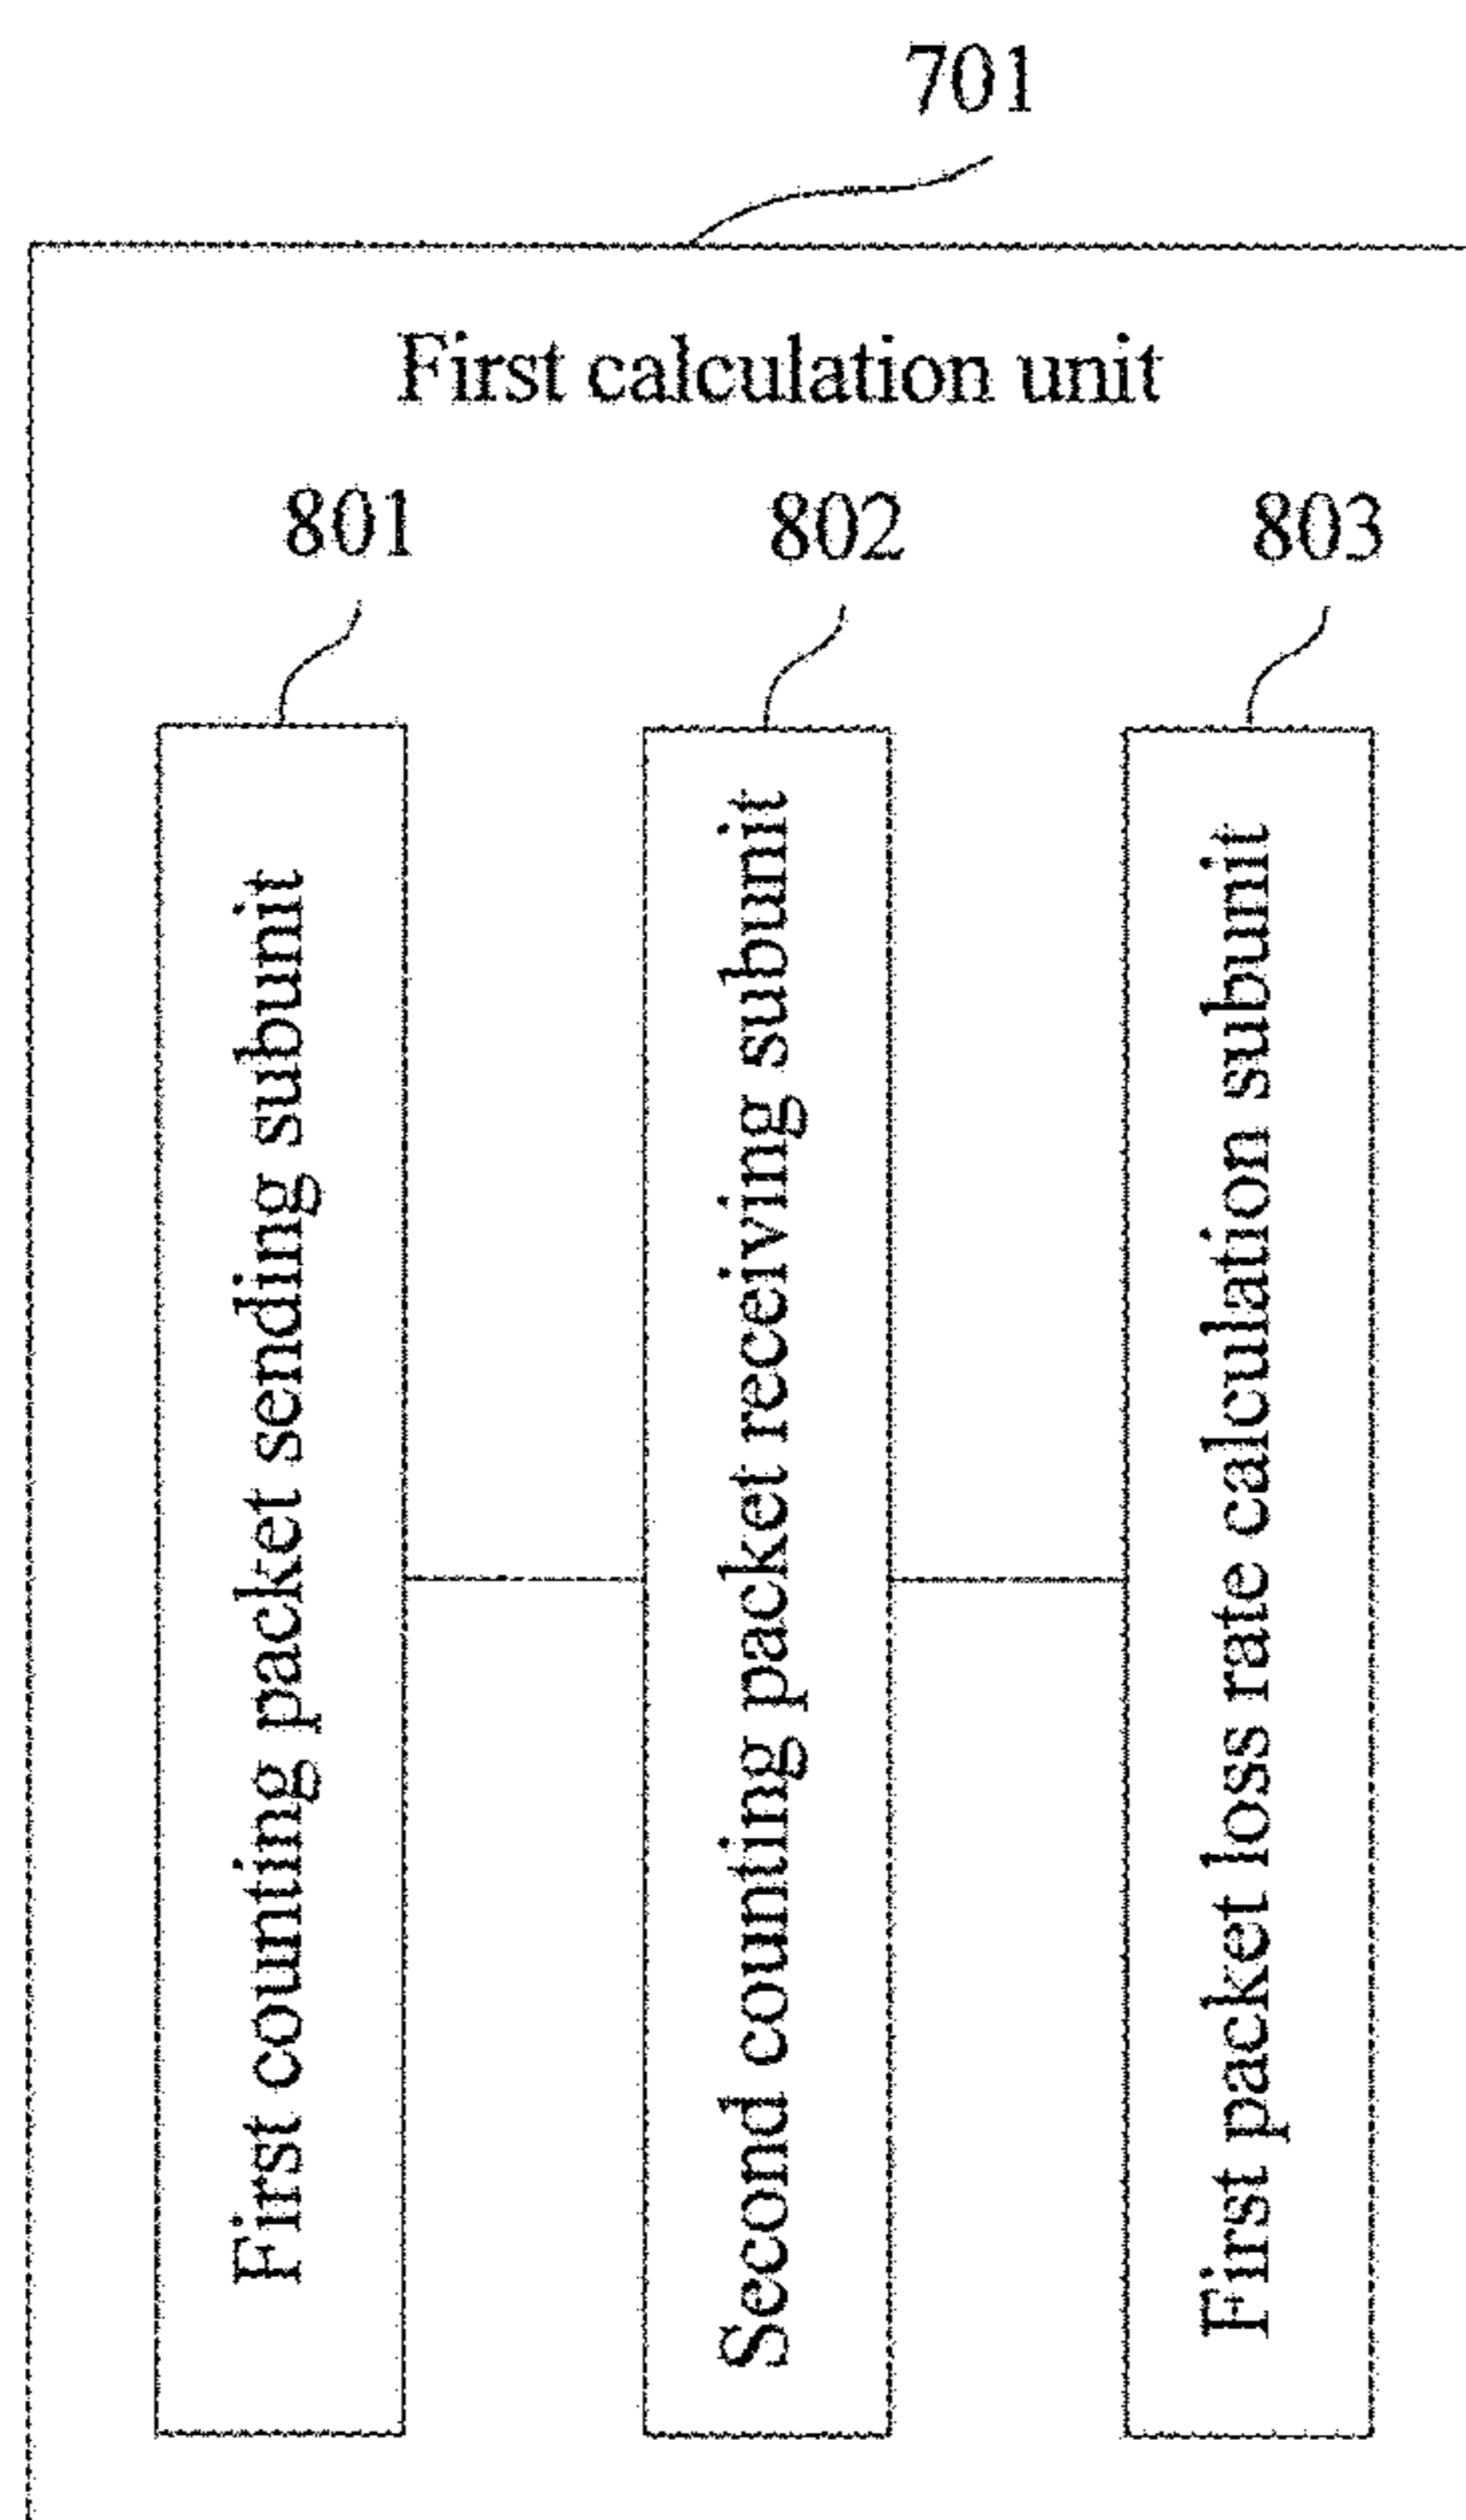 701
First calculation unit
801
802
803
First counting packet sending subunit
Second counting packet receiving subunit
First packet loss rate calculation subunit